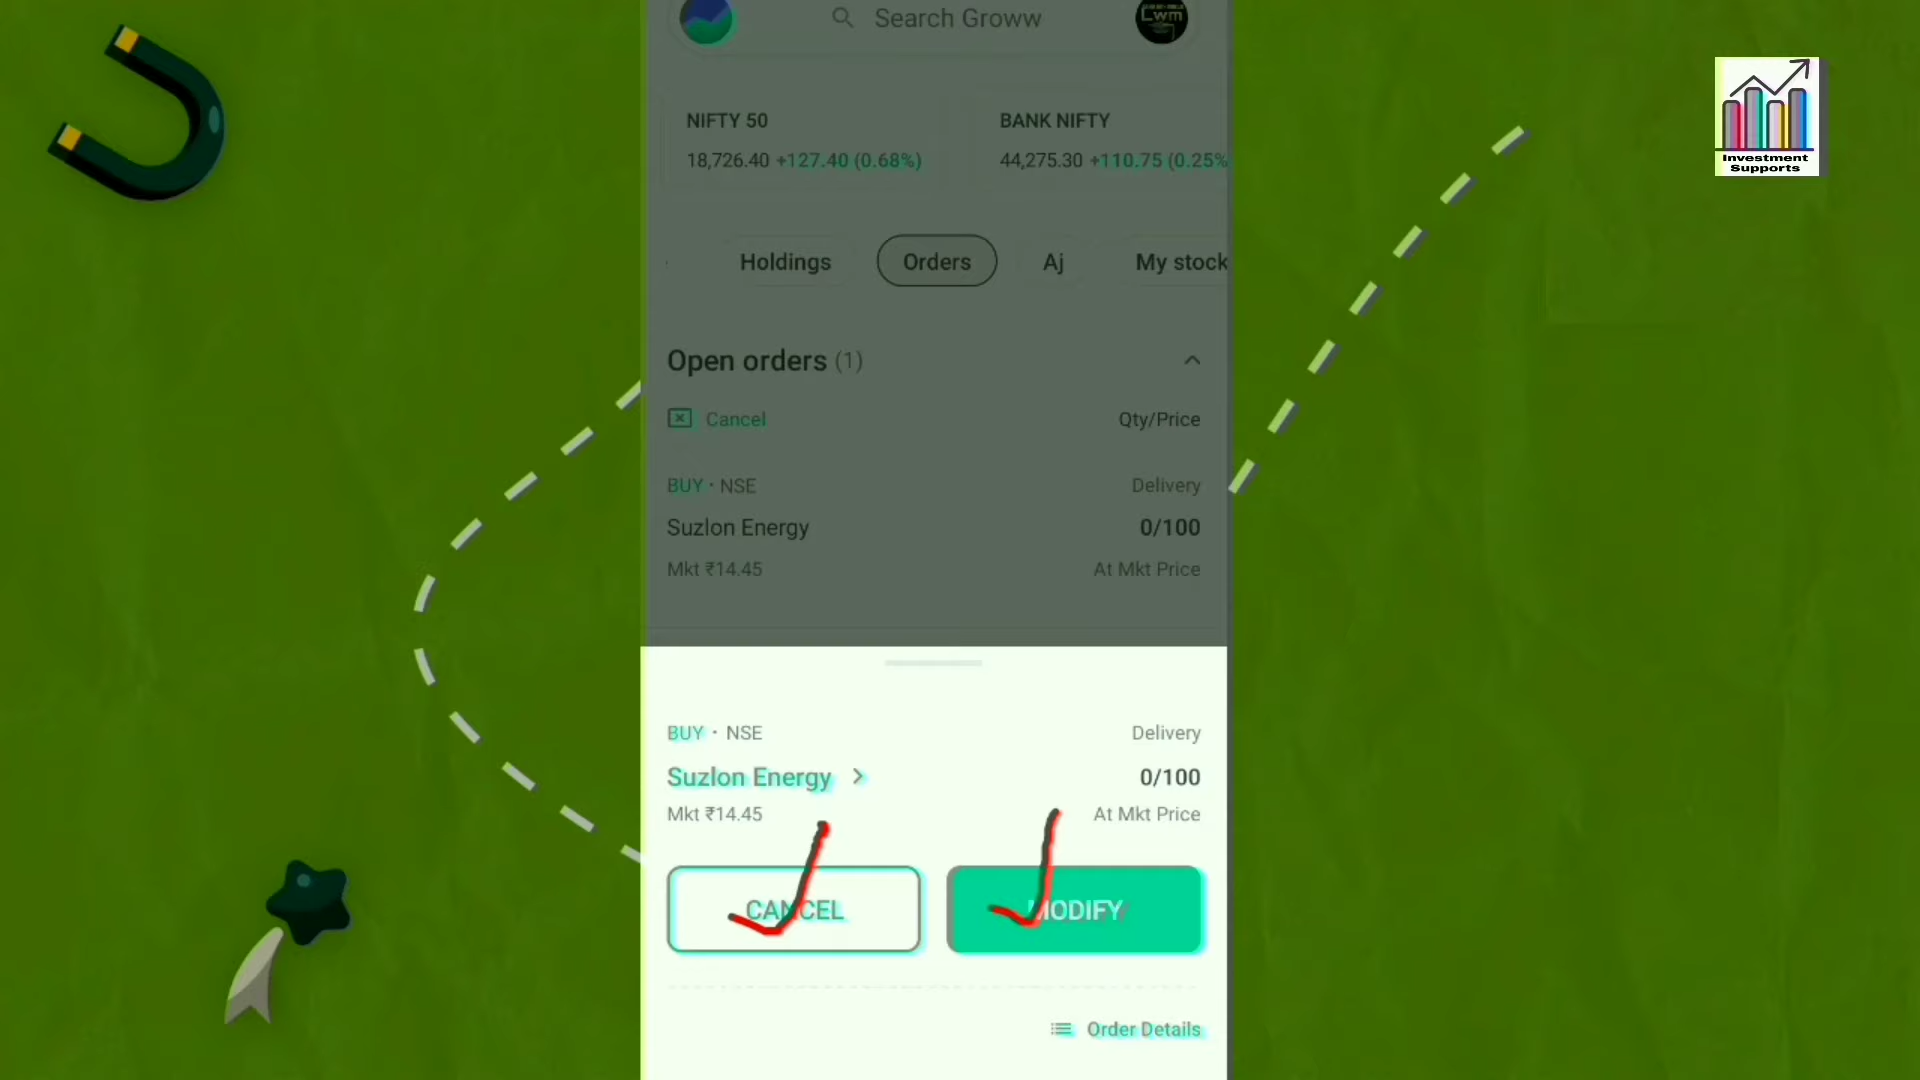 Search Groww
Lwm
NIFTY 50
18,726.40 +127.40 (0.68%)
BANK NIFTY
44,275.30 +110.75 (0.25%
Holdings
Orders
Aj
My stock
Open orders (1)
Cancel
Qty/Price
BUY · NSE
Delivery
Suzlon Energy
0/100
Mkt ₹14.45
At Mkt Price
BUY · NSE
Delivery
Suzlon Energy
0/100
Mkt ₹14.45
At Mkt Price
CANCEL
MODIFY
Order Details
Investment
Supports